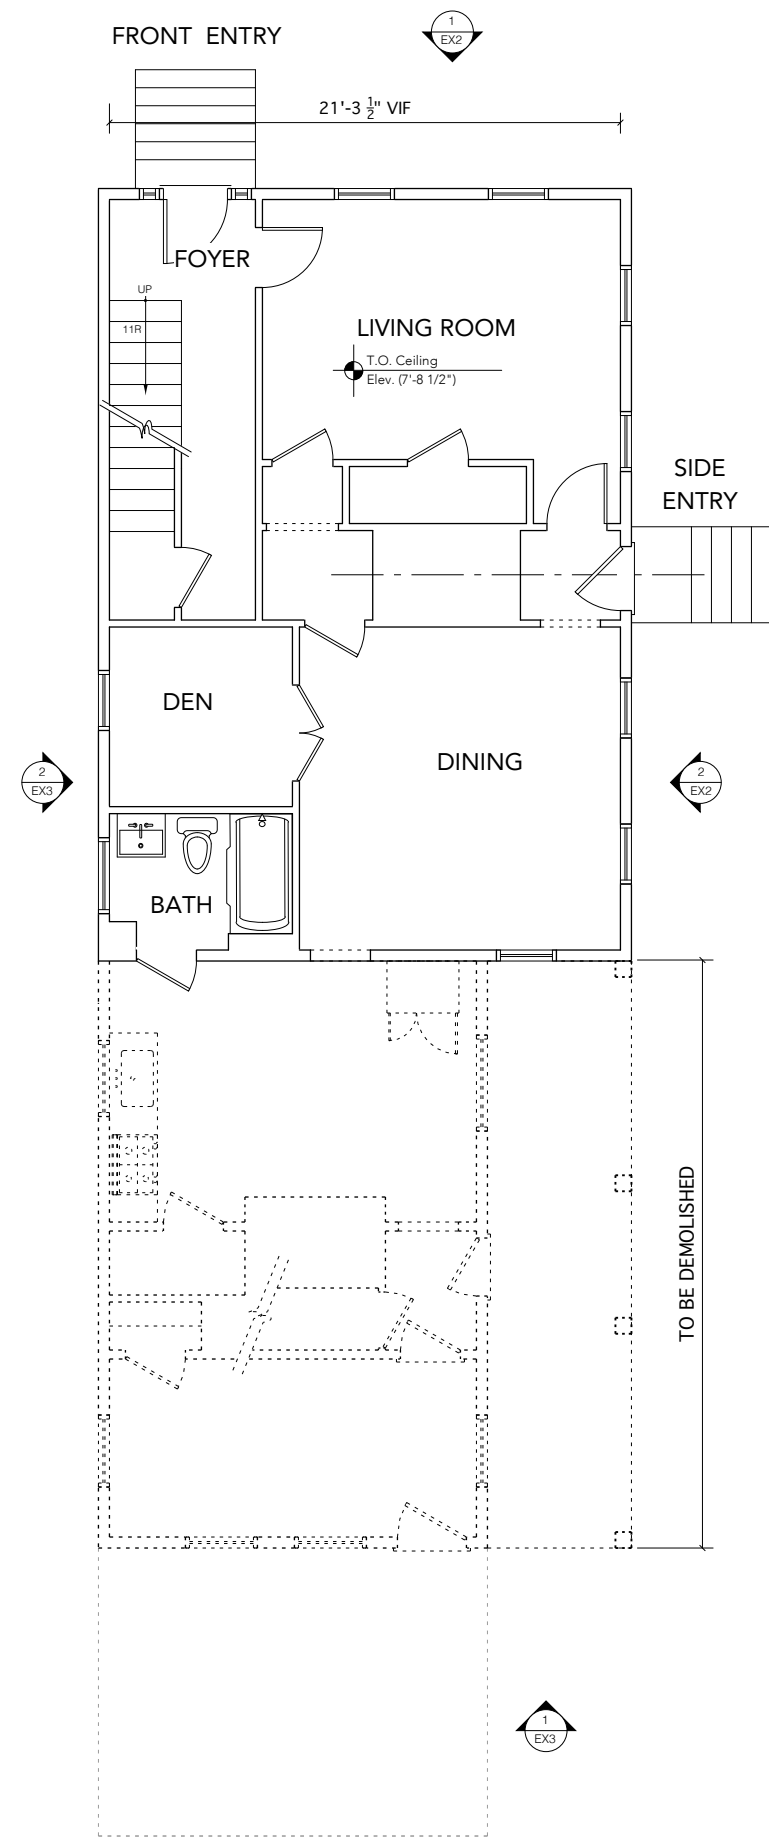 FRONT ENTRY
1
EX2
21'-3 1/2" VIF
FOYER
UP
11R
LIVING ROOM
T.O. Ceiling
Elev. (7'-8 1/2")
SIDE
ENTRY
DEN
DINING
2
EX3
2
EX2
BATH
TO BE DEMOLISHED
1
EX3